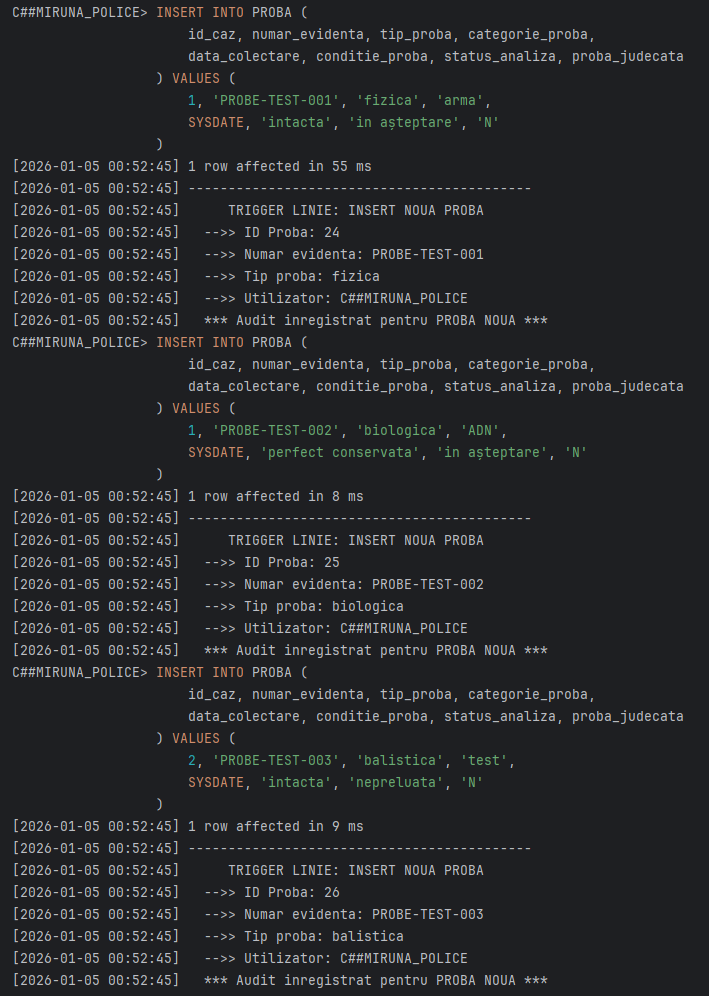 C##MIRUNA_POLICE> INSERT INTO PROBA (
                      id_caz, numar_evidenta, tip_proba, categorie_proba,
                      data_colectare, conditie_proba, status_analiza, proba_judecata
                  ) VALUES (
                      1, 'PROBE-TEST-001', 'fizica', 'arma',
                      SYSDATE, 'intacta', 'in așteptare', 'N'
                  )
[2026-01-05 00:52:45] 1 row affected in 55 ms
[2026-01-05 00:52:45] -------------------------------------------
[2026-01-05 00:52:45]      TRIGGER LINIE: INSERT NOUA PROBA
[2026-01-05 00:52:45]   -->> ID Proba: 24
[2026-01-05 00:52:45]   -->> Numar evidenta: PROBE-TEST-001
[2026-01-05 00:52:45]   -->> Tip proba: fizica
[2026-01-05 00:52:45]   -->> Utilizator: C##MIRUNA_POLICE
[2026-01-05 00:52:45]   *** Audit inregistrat pentru PROBA NOUA ***
C##MIRUNA_POLICE> INSERT INTO PROBA (
                      id_caz, numar_evidenta, tip_proba, categorie_proba,
                      data_colectare, conditie_proba, status_analiza, proba_judecata
                  ) VALUES (
                      1, 'PROBE-TEST-002', 'biologica', 'ADN',
                      SYSDATE, 'perfect conservata', 'in așteptare', 'N'
                  )
[2026-01-05 00:52:45] 1 row affected in 8 ms
[2026-01-05 00:52:45] -------------------------------------------
[2026-01-05 00:52:45]      TRIGGER LINIE: INSERT NOUA PROBA
[2026-01-05 00:52:45]   -->> ID Proba: 25
[2026-01-05 00:52:45]   -->> Numar evidenta: PROBE-TEST-002
[2026-01-05 00:52:45]   -->> Tip proba: biologica
[2026-01-05 00:52:45]   -->> Utilizator: C##MIRUNA_POLICE
[2026-01-05 00:52:45]   *** Audit inregistrat pentru PROBA NOUA ***
C##MIRUNA_POLICE> INSERT INTO PROBA (
                      id_caz, numar_evidenta, tip_proba, categorie_proba,
                      data_colectare, conditie_proba, status_analiza, proba_judecata
                  ) VALUES (
                      2, 'PROBE-TEST-003', 'balistica', 'test',
                      SYSDATE, 'intacta', 'nepreluata', 'N'
                  )
[2026-01-05 00:52:45] 1 row affected in 9 ms
[2026-01-05 00:52:45] -------------------------------------------
[2026-01-05 00:52:45]      TRIGGER LINIE: INSERT NOUA PROBA
[2026-01-05 00:52:45]   -->> ID Proba: 26
[2026-01-05 00:52:45]   -->> Numar evidenta: PROBE-TEST-003
[2026-01-05 00:52:45]   -->> Tip proba: balistica
[2026-01-05 00:52:45]   -->> Utilizator: C##MIRUNA_POLICE
[2026-01-05 00:52:45]   *** Audit inregistrat pentru PROBA NOUA ***